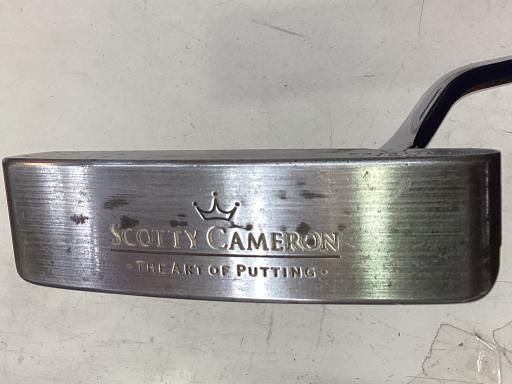 SCOTTY CAMERON
· THE ART OF PUTTING ·